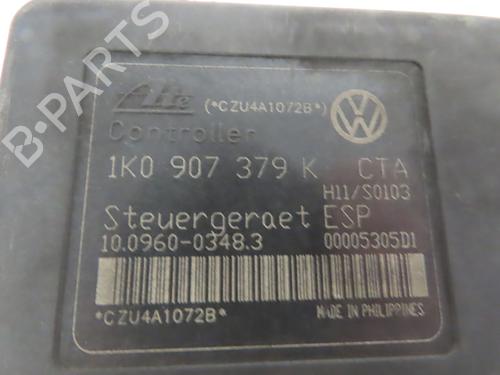 Ate (*CZU4A1072B*)
Controller
1K0 907 379 K CTA
H11/S0103
Steuergeraet ESP
10.0960-0348.3 00005305D1
*CZU4A1072B* MADE IN PHILIPPINES